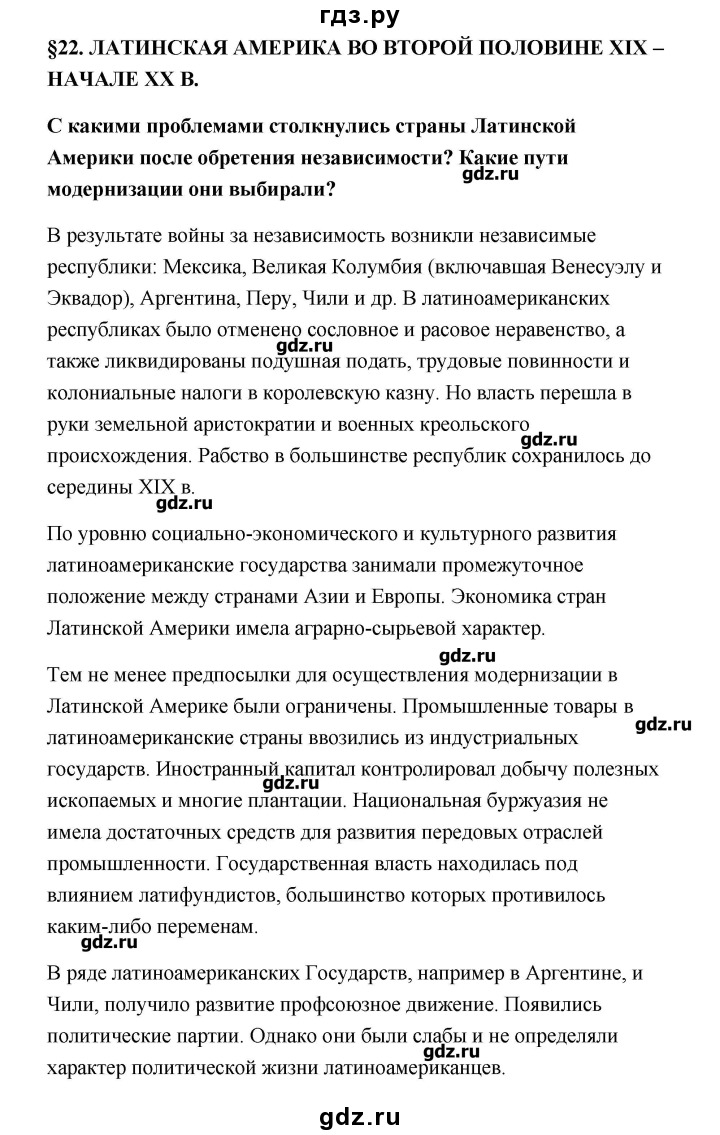 гдз.ру
§22. ЛАТИНСКАЯ АМЕРИКА ВО ВТОРОЙ ПОЛОВИНЕ XIX –
НАЧАЛЕ XX В.
С какими проблемами столкнулись страны Латинской
Америки после обретения независимости? Какие пути
gdz.ru
модернизации они выбирали?
В результате войны за независимость возникли независимые
республики: Мексика, Великая Колумбия (включавшая Венесуэлу и
Эквадор), Аргентина, Перу, Чили и др. В латиноамериканских
республиках было отменено сословное и расовое неравенство, а
gdz.ru
также ликвидированы подушная подать, трудовые повинности и
колониальные налоги в королевскую казну. Но власть перешла в
руки земельной аристократии и военных креольского
gdz.ru
происхождения. Рабство в большинстве республик сохранилось до
середины XIX в.
gdz.ru
По уровню социально-экономического и культурного развития
латиноамериканские государства занимали промежуточное
положение между странами Азии и Европы. Экономика стран
Латинской Америки имела аграрно-сырьевой характер.
gdz.ru
Тем не менее предпосылки для осуществления модернизации в
Латинской Америке были ограничены. Промышленные товары в
gdz.ru
латиноамериканские страны ввозились из индустриальных
государств. Иностранный капитал контролировал добычу полезных
gdz.ru
ископаемых и многие плантации. Национальная буржуазия не
имела достаточных средств для развития передовых отраслей
промышленности. Государственная власть находилась под
влиянием латифундистов, большинство которых противилось
каким-либо переменам.
gdz.ru
В ряде латиноамериканских Государств, например в Аргентине, и
Чили, получило развитие профсоюзное движение. Появились
политические партии. Однако они были слабы и не определяли
gdz.ru
характер политической жизни латиноамериканцев.
gdz.ru